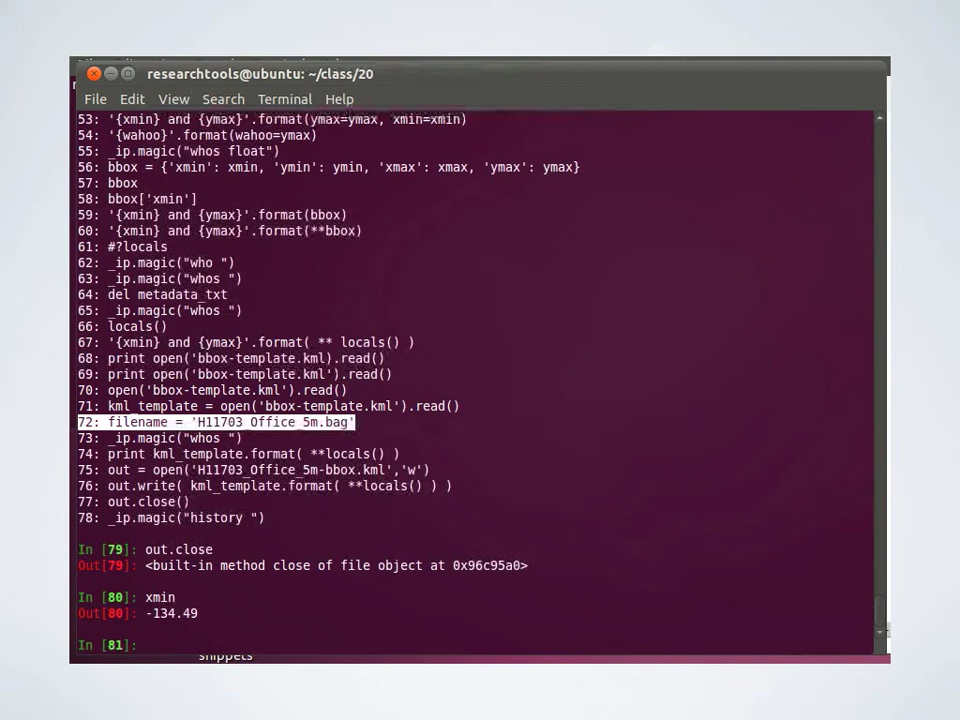 researchtools@ubuntu: ~/class/20
File Edit View Search Terminal Help
53: '{xmin} and {ymax}'.format(ymax=ymax, xmin=xmin)
54: '{wahoo}'.format(wahoo=ymax)
55: _ip.magic("whos float")
56: bbox = {'xmin': xmin, 'ymin': ymin, 'xmax': xmax, 'ymax': ymax}
57: bbox
58: bbox['xmin']
59: '{xmin} and {ymax}'.format(bbox)
60: '{xmin} and {ymax}'.format(**bbox)
61: #?locals
62: _ip.magic("who ")
63: _ip.magic("whos ")
64: del metadata_txt
65: _ip.magic("whos ")
66: locals()
67: '{xmin} and {ymax}'.format( ** locals() )
68: print open('bbox-template.kml).read()
69: print open('bbox-template.kml').read()
70: open('bbox-template.kml').read()
71: kml_template = open('bbox-template.kml').read()
72: filename = 'H11703_Office_5m.bag'
73: _ip.magic("whos ")
74: print kml_template.format( **locals() )
75: out = open('H11703_Office_5m-bbox.kml','w')
76: out.write( kml_template.format( **locals() ) )
77: out.close()
78: _ip.magic("history ")
In [79]: out.close
Out[79]: <built-in method close of file object at 0x96c95a0>
In [80]: xmin
Out[80]: -134.49
In [81]:
snippets